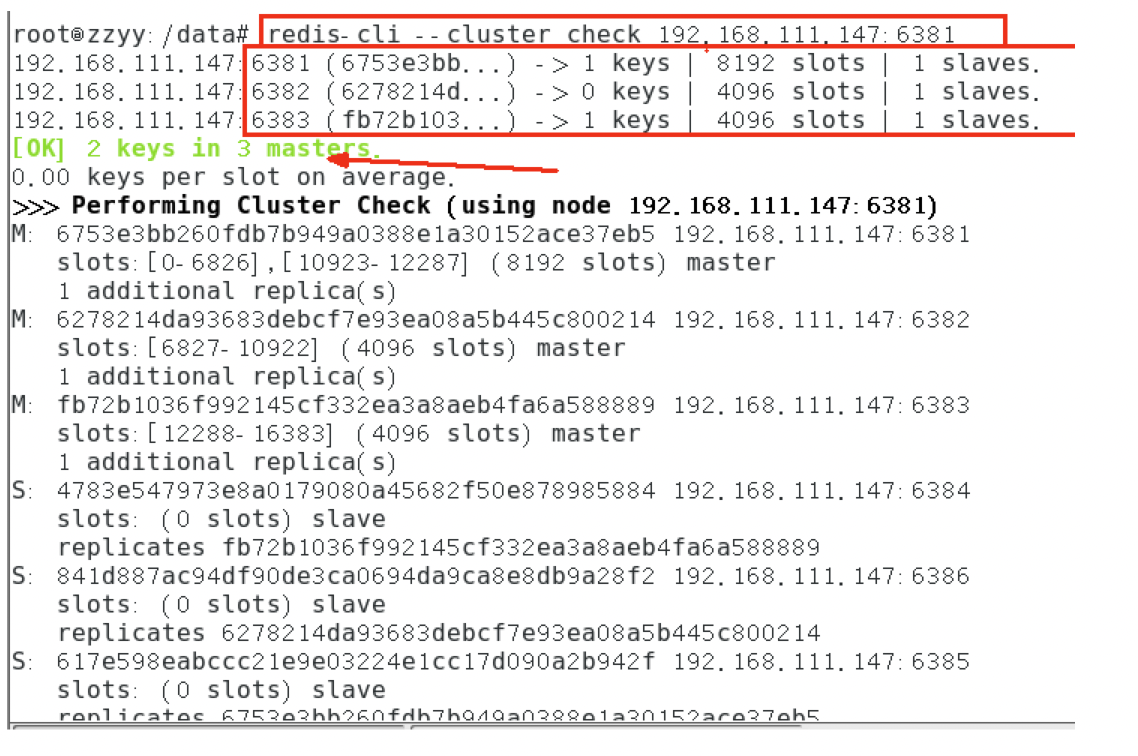 root@zzyy:/data# redis-cli --cluster check 192.168.111.147:6381
192.168.111.147:6381 (6753e3bb...) -> 1 keys | 8192 slots | 1 slaves.
192.168.111.147:6382 (6278214d...) -> 0 keys | 4096 slots | 1 slaves.
192.168.111.147:6383 (fb72b103...) -> 1 keys | 4096 slots | 1 slaves.
[OK] 2 keys in 3 masters.
0.00 keys per slot on average.
>>> Performing Cluster Check (using node 192.168.111.147:6381)
M: 6753e3bb260fdb7b949a0388e1a30152ace37eb5 192.168.111.147:6381
   slots:[0-6826],[10923-12287] (8192 slots) master
   1 additional replica(s)
M: 6278214da93683debcf7e93ea08a5b445c800214 192.168.111.147:6382
   slots:[6827-10922] (4096 slots) master
   1 additional replica(s)
M: fb72b1036f992145cf332ea3a8aeb4fa6a588889 192.168.111.147:6383
   slots:[12288-16383] (4096 slots) master
   1 additional replica(s)
S: 4783e547973e8a0179080a45682f50e878985884 192.168.111.147:6384
   slots: (0 slots) slave
   replicates fb72b1036f992145cf332ea3a8aeb4fa6a588889
S: 841d887ac94df90de3ca0694da9ca8e8db9a28f2 192.168.111.147:6386
   slots: (0 slots) slave
   replicates 6278214da93683debcf7e93ea08a5b445c800214
S: 617e598eabccc21e9e03224e1cc17d090a2b942f 192.168.111.147:6385
   slots: (0 slots) slave
   replicates 6753e3bb260fdb7b949a0388e1a30152ace37eb5